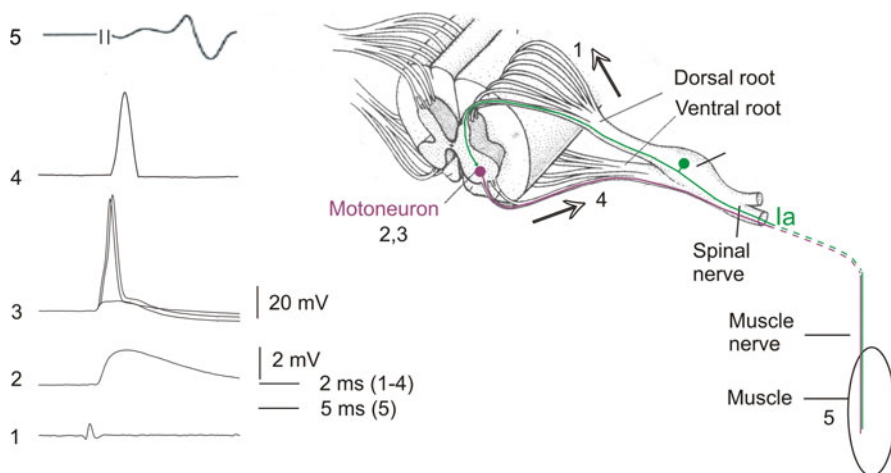 5
4
3
20 mV
2
2 mV
2 ms (1-4)
5 ms (5)
1
1
Dorsal root
Ventral root
Motoneuron
2,3
4
Ia
Spinal
nerve
Muscle
nerve
Muscle
5